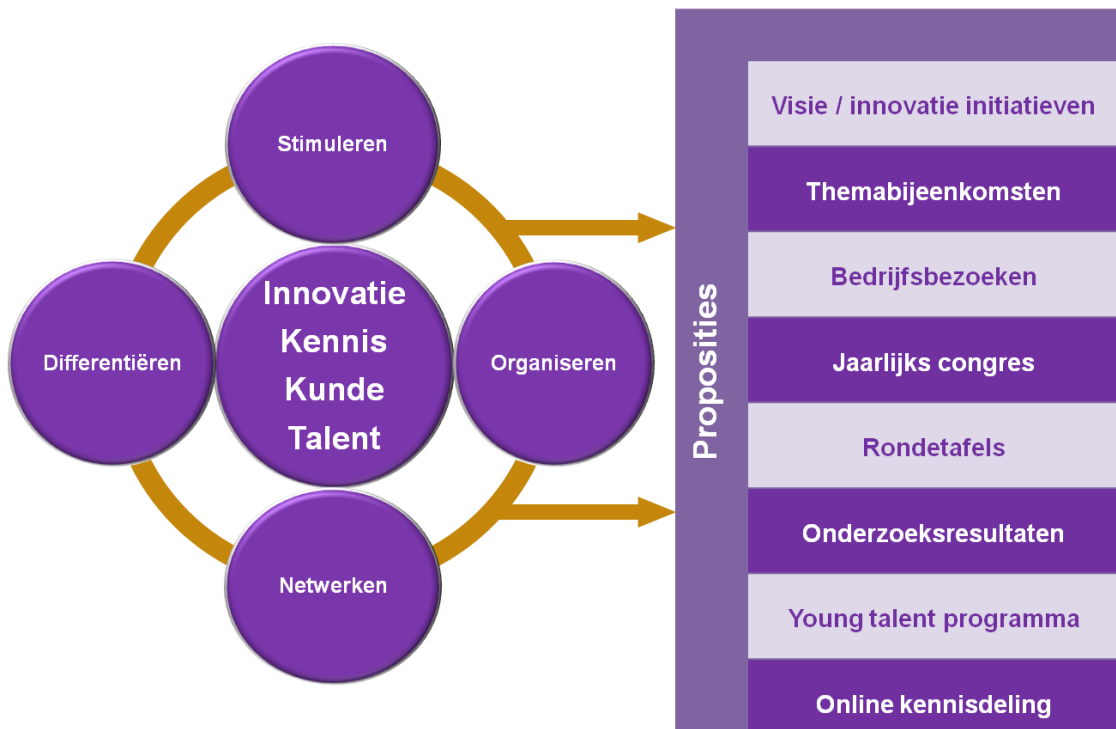 Stimuleren
Differentiëren
Innovatie
Kennis
Kunde
Talent
Organiseren
Netwerken
Proposities
Visie / innovatie initiatieven
Themabijeenkomsten
Bedrijfsbezoeken
Jaarlijks congres
Rondetafels
Onderzoeksresultaten
Young talent programma
Online kennisdeling